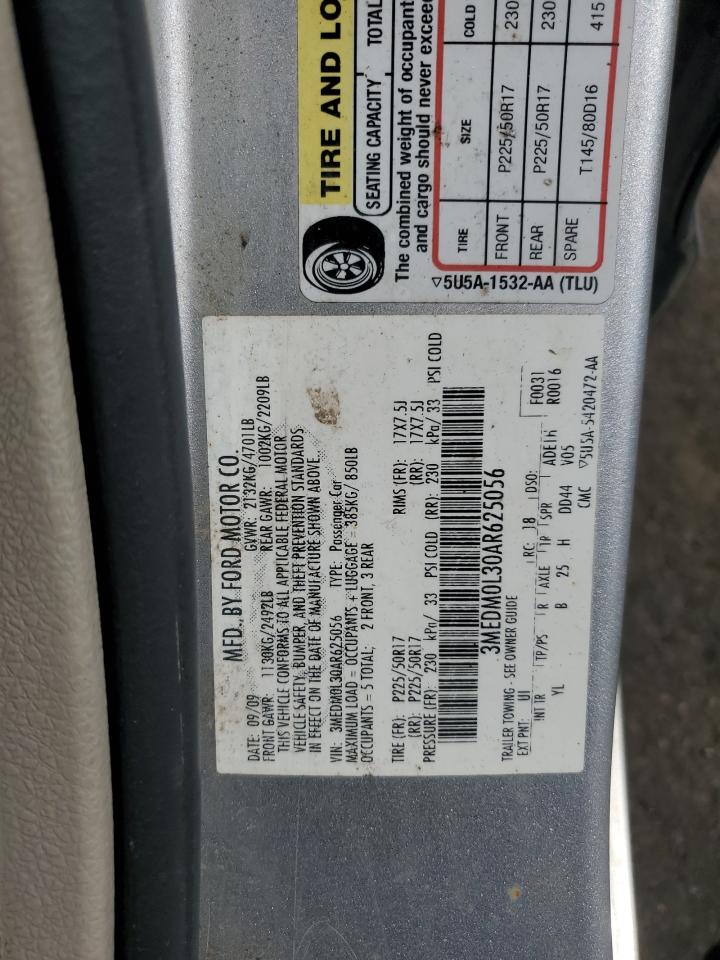 TIRE AND LO
SEATING CAPACITY TOTAL
The combined weight of occupant
and cargo should never excee
TIRE SIZE COLD
FRONT P225/50R17 230
REAR P225/50R17 230
SPARE T145/80D16 415
▽5U5A-1532-AA (TLU)
MFD. BY FORD MOTOR CO.
DATE: 09/09 GVWR: 2132KG/4701LB
FRONT GAWR: 1130KG/2492LB REAR GAWR: 1002KG/2209LB
THIS VEHICLE CONFORMS TO ALL APPLICABLE FEDERAL MOTOR
VEHICLE SAFETY, BUMPER, AND THEFT PREVENTION STANDARDS
IN EFFECT ON THE DATE OF MANUFACTURE SHOWN ABOVE.
VIN: 3MEDM0L30AR625056 TYPE: Passenger Car
MAXIMUM LOAD = OCCUPANTS + LUGGAGE = 385KG/ 850LB
OCCUPANTS = 5 TOTAL; 2 FRONT, 3 REAR
TIRE (FR): P225/50R17 RIMS (FR): 17X7.5J
(RR): P225/50R17 (RR): 17X7.5J
PRESSURE (FR): 230 kPa/ 33 PSI COLD (RR): 230 kPa/ 33 PSI COLD
3MEDM0L30AR625056
TRAILER TOWING - SEE OWNER GUIDE
EXT PNT: UI RC: 18 DSO: F0031
INT TR TP/PS R AXLE TR SPR ADE1K R0016
YL B 25 H DD44 V05
CMC ▽5U5A-5420472-AA